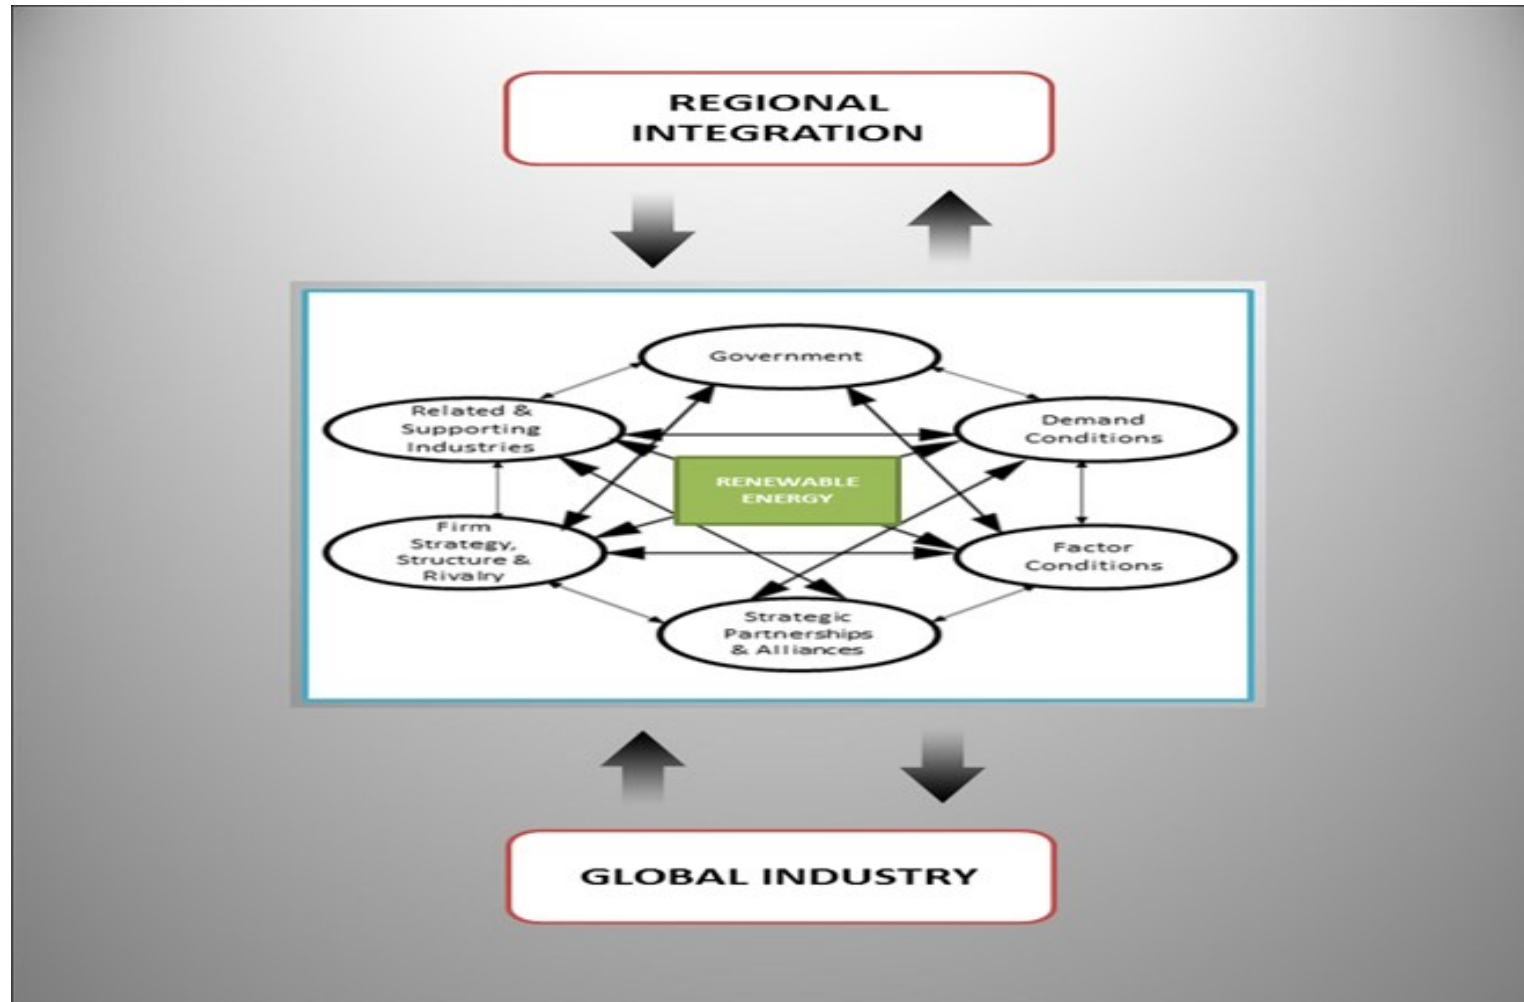 REGIONAL
INTEGRATION
Government
Related &
Supporting
Industries
Demand
Conditions
RENEWABLE
ENERGY
Firm
Strategy,
Structure &
Rivalry
Factor
Conditions
Strategic
Partnerships
& Alliances
GLOBAL INDUSTRY